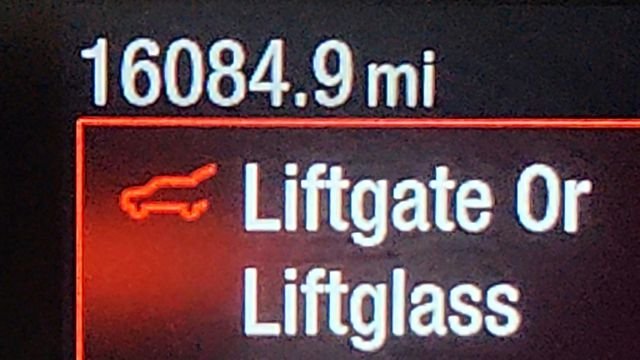 16084.9 mi
Liftgate Or
Liftglass